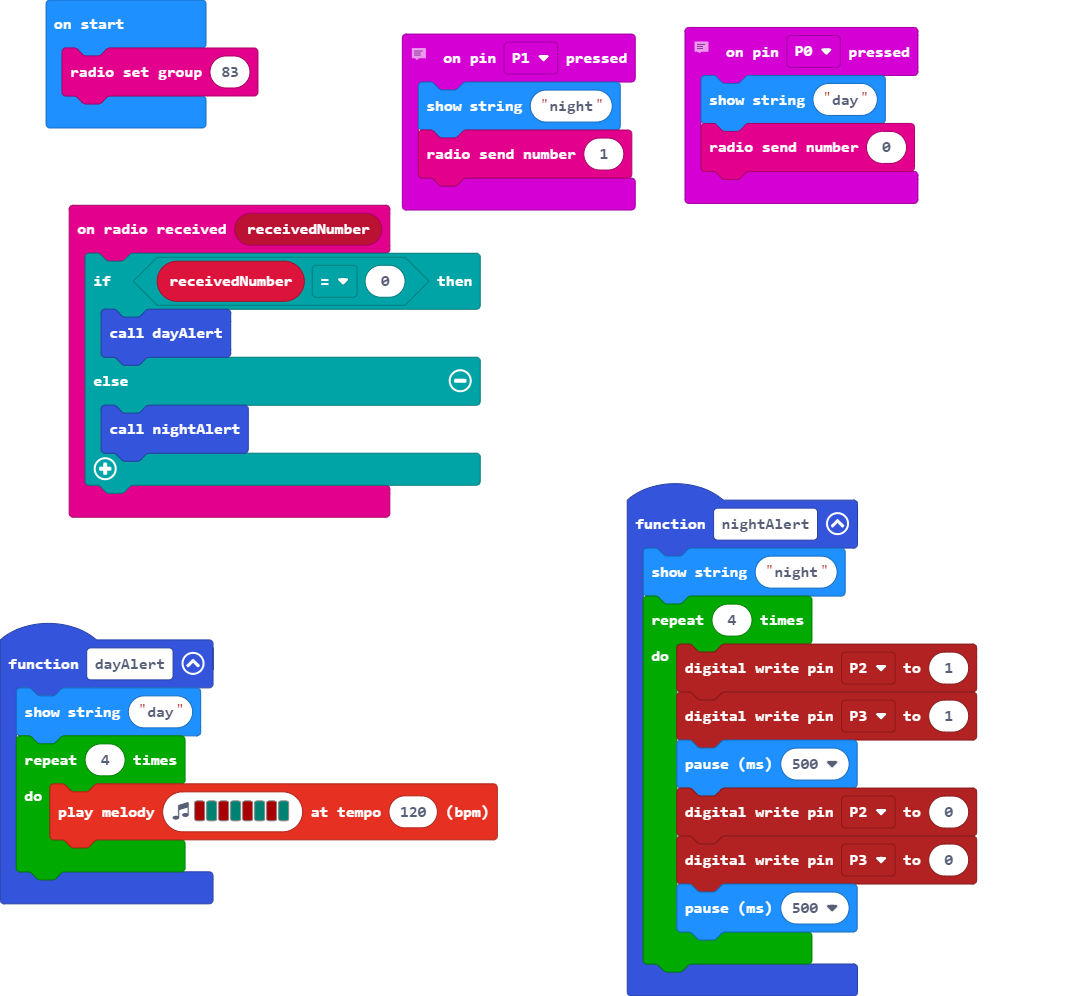 on start
radio set group 83
on pin P1 pressed
show string "night"
radio send number 1
on pin P0 pressed
show string "day"
radio send number 0
on radio received receivedNumber
if receivedNumber = 0 then
call dayAlert
else
call nightAlert
function nightAlert
show string "night"
repeat 4 times
do digital write pin P2 to 1
digital write pin P3 to 1
pause (ms) 500
digital write pin P2 to 0
digital write pin P3 to 0
pause (ms) 500
function dayAlert
show string "day"
repeat 4 times
do play melody at tempo 120 (bpm)